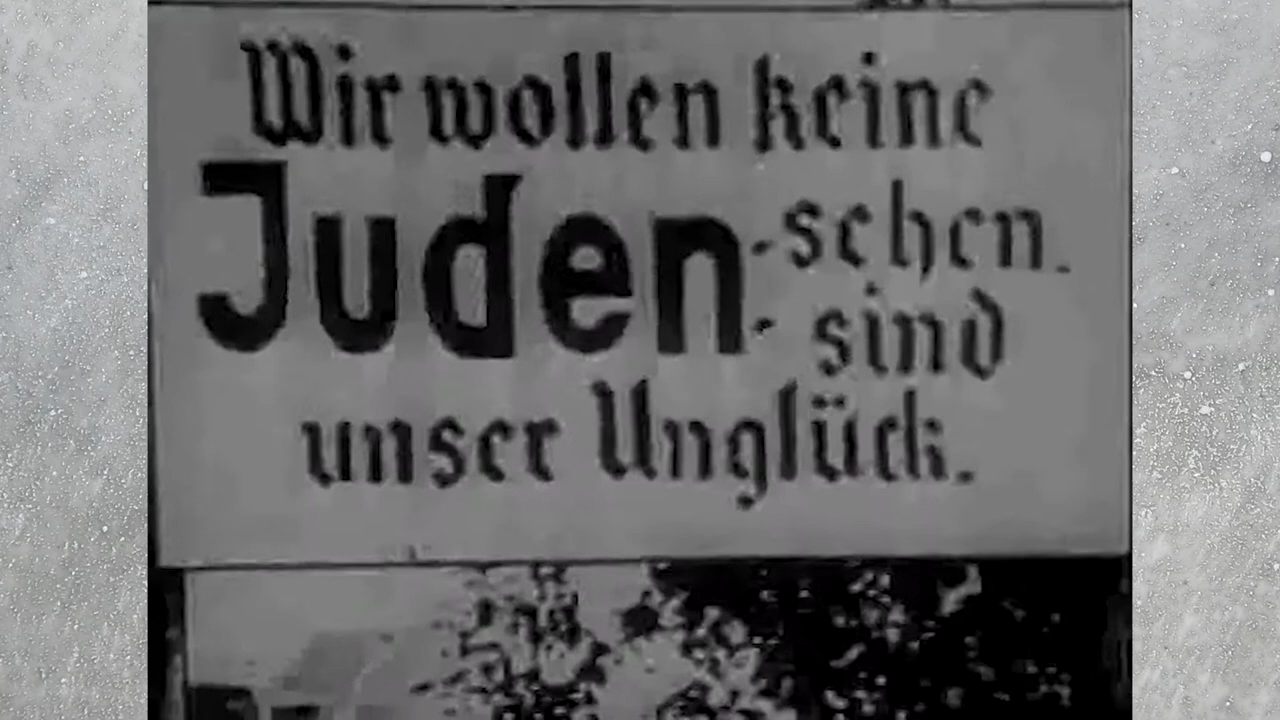 Wir wollen keine
Juden - sehen.
- sind
unser Unglück.